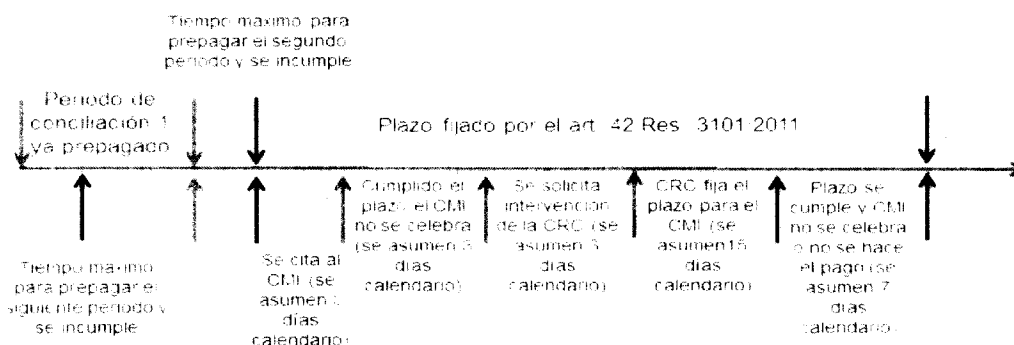 Tiempo maximo para
prepagar el segundo
periodo y se incumple
Periodo de
conciliación 1
ya prepagado
Plazo fijado por el art. 42 Res. 3101 2011
Tiempo máximo
para prepagar el
siguiente periodo y
se incumple
Se cita al
CMI (se
asumen
días
calendario)
Cumplido el
plazo el CMI
no se celebra
(se asumen 3
días
calendario)
Se solicita
intervención
de la CRC (se
asumen 3
días
calendario)
CRC fija el
plazo para el
CMI (se
asumen 15
días
calendario)
Plazo se
cumple y CMI
no se celebra
o no se hace
el pago (se
asumen 7
días
calendario)